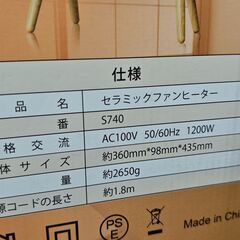 仕様
品名 セラミックファンヒーター
番 S740
格交流 AC100V 50/60Hz 1200W
体サイズ 約360mm*98mm*435mm
量 約2650g
源コードの長さ 約1.8m
PS
E
Made in Ch